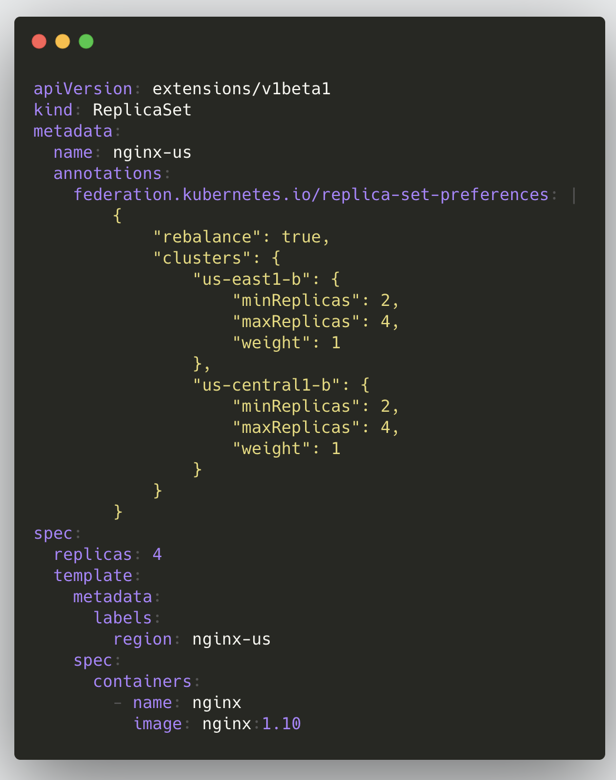 apiVersion: extensions/v1beta1
kind: ReplicaSet
metadata:
  name: nginx-us
  annotations:
    federation.kubernetes.io/replica-set-preferences: |
        {
            "rebalance": true,
            "clusters": {
                "us-east1-b": {
                    "minReplicas": 2,
                    "maxReplicas": 4,
                    "weight": 1
                },
                "us-central1-b": {
                    "minReplicas": 2,
                    "maxReplicas": 4,
                    "weight": 1
                }
            }
        }
spec:
  replicas: 4
  template:
    metadata:
      labels:
        region: nginx-us
    spec:
      containers:
        - name: nginx
          image: nginx:1.10